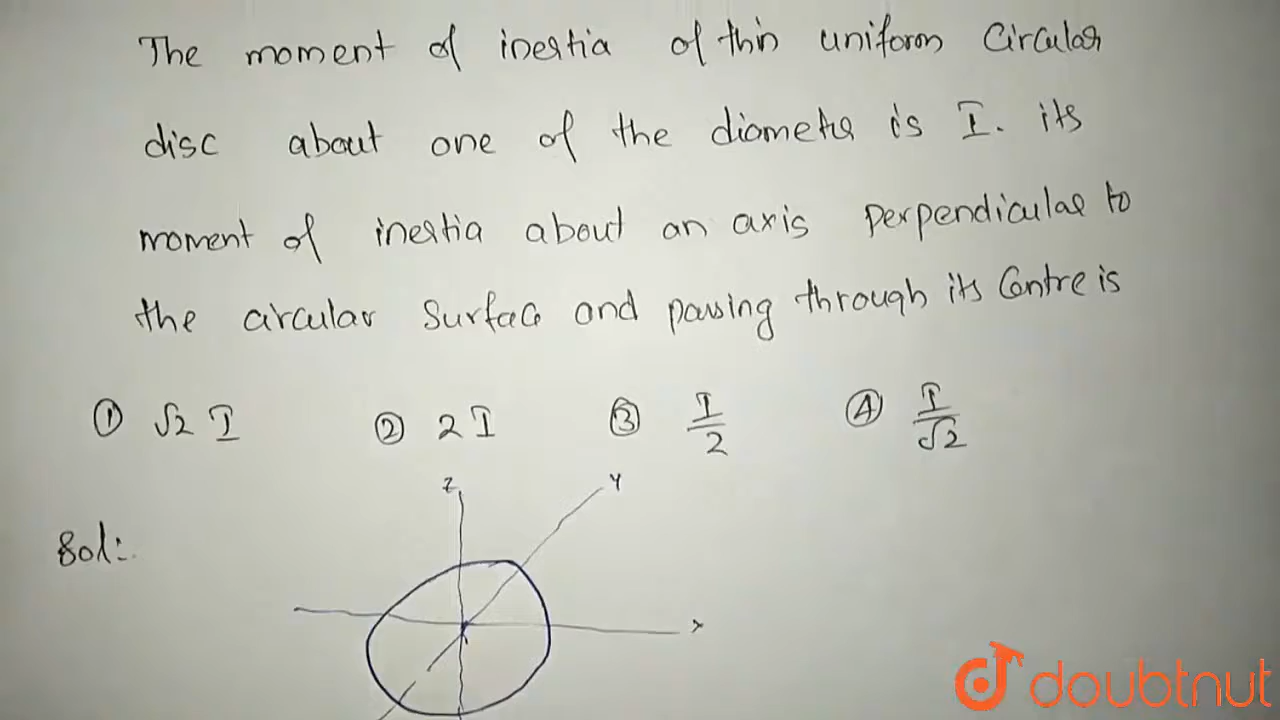 The moment of inertia of thin uniform Circular
disc about one of the diameter is I. its
moment of inertia about an axis perpendicular to
the circular Surface and passing through its Centre is
① √2 I ② 2 I ③ I/2 ④ I/√2
Z Y
Sol:
X
doubtnut